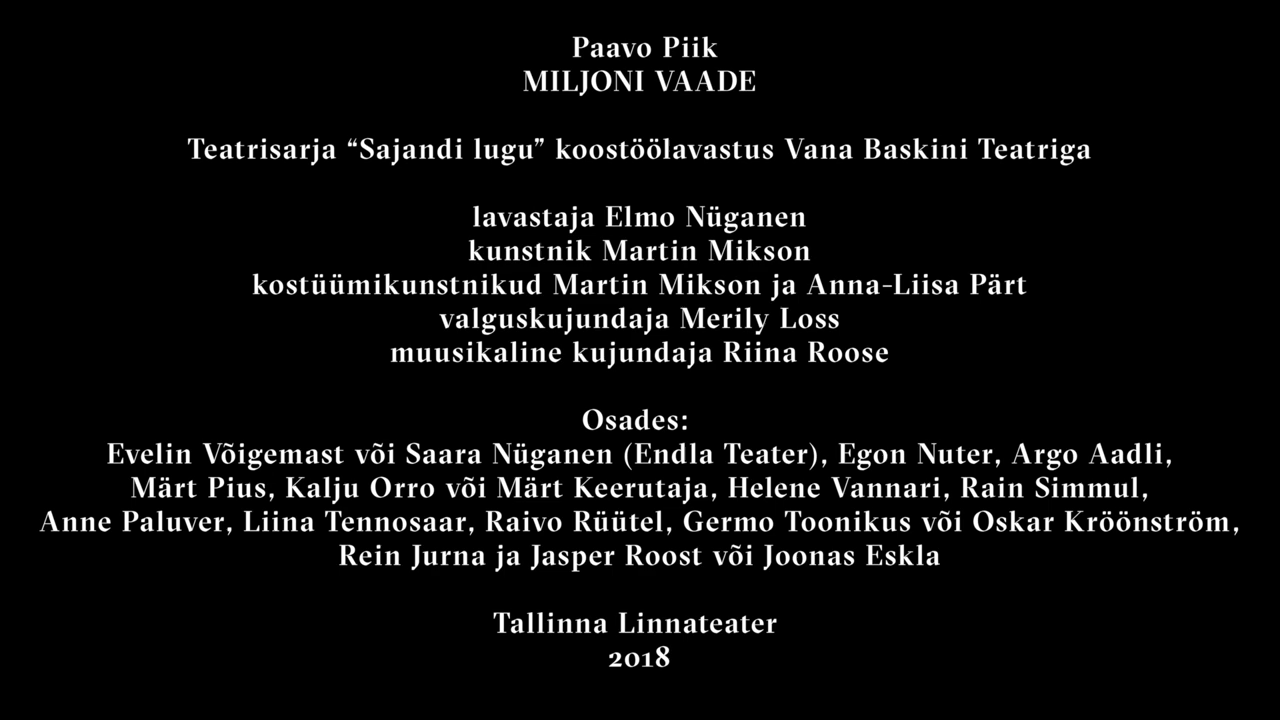 Paavo Piik
MILJONI VAADE
Teatrisarja “Sajandi lugu” koostöölavastus Vana Baskini Teatriga
lavastaja Elmo Nüganen
kunstnik Martin Mikson
kostüümikunstnikud Martin Mikson ja Anna-Liisa Pärt
valguskujundaja Merily Loss
muusikaline kujundaja Riina Roose
Osades:
Evelin Võigemast või Saara Nüganen (Endla Teater), Egon Nuter, Argo Aadli,
Märt Pius, Kalju Orro või Märt Keerutaja, Helene Vannari, Rain Simmul,
Anne Paluver, Liina Tennosaar, Raivo Rüütel, Germo Toonikus või Oskar Kröönström,
Rein Jurna ja Jasper Roost või Joonas Eskla
Tallinna Linnateater
2018